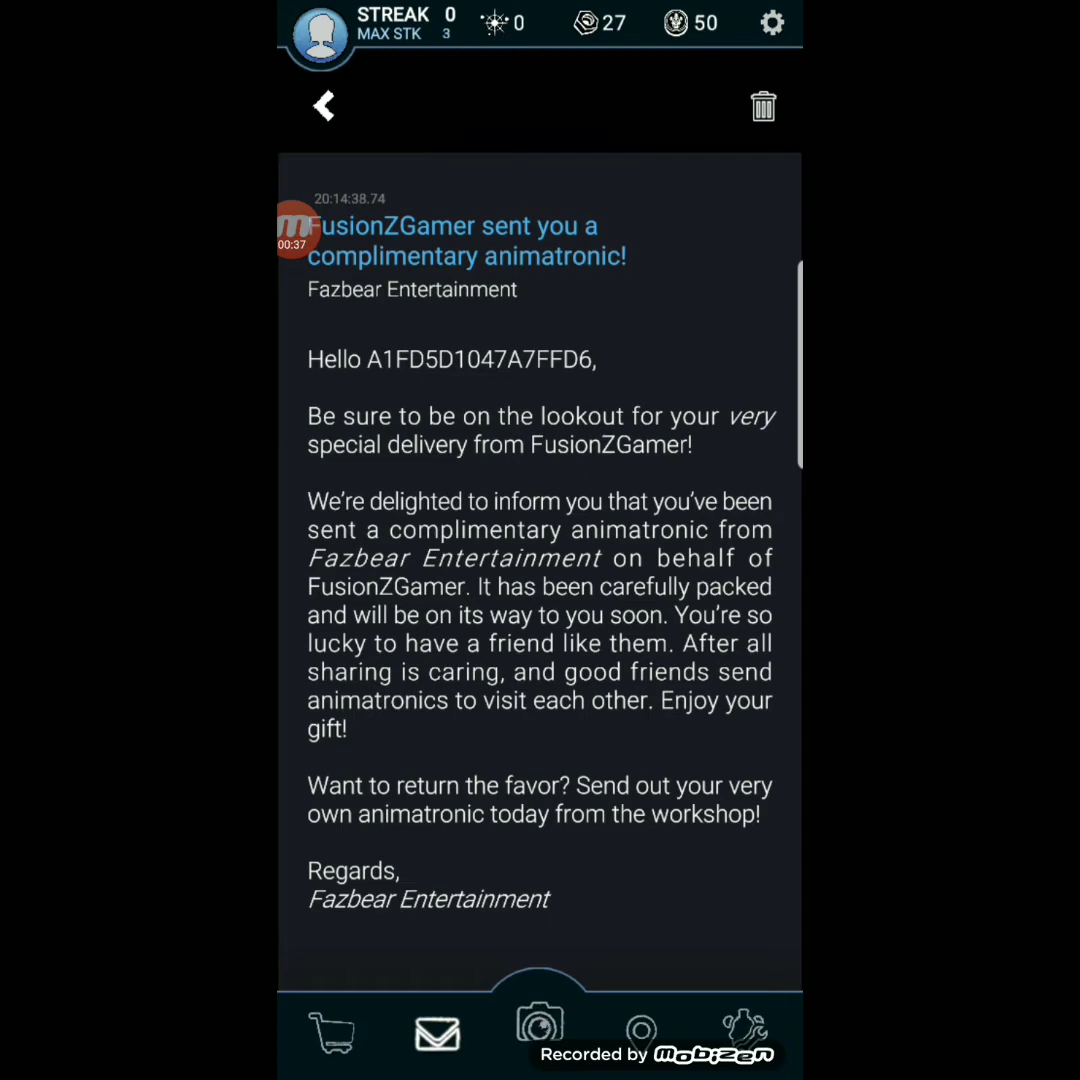 STREAK 0
MAX STK 3
0
27
50
20:14:38.74
00:37
FusionZGamer sent you a
complimentary animatronic!
Fazbear Entertainment
Hello A1FD5D1047A7FFD6,
Be sure to be on the lookout for your very
special delivery from FusionZGamer!
We're delighted to inform you that you've been
sent a complimentary animatronic from
Fazbear Entertainment on behalf of
FusionZGamer. It has been carefully packed
and will be on its way to you soon. You're so
lucky to have a friend like them. After all
sharing is caring, and good friends send
animatronics to visit each other. Enjoy your
gift!
Want to return the favor? Send out your very
own animatronic today from the workshop!
Regards,
Fazbear Entertainment
Recorded by mobizen